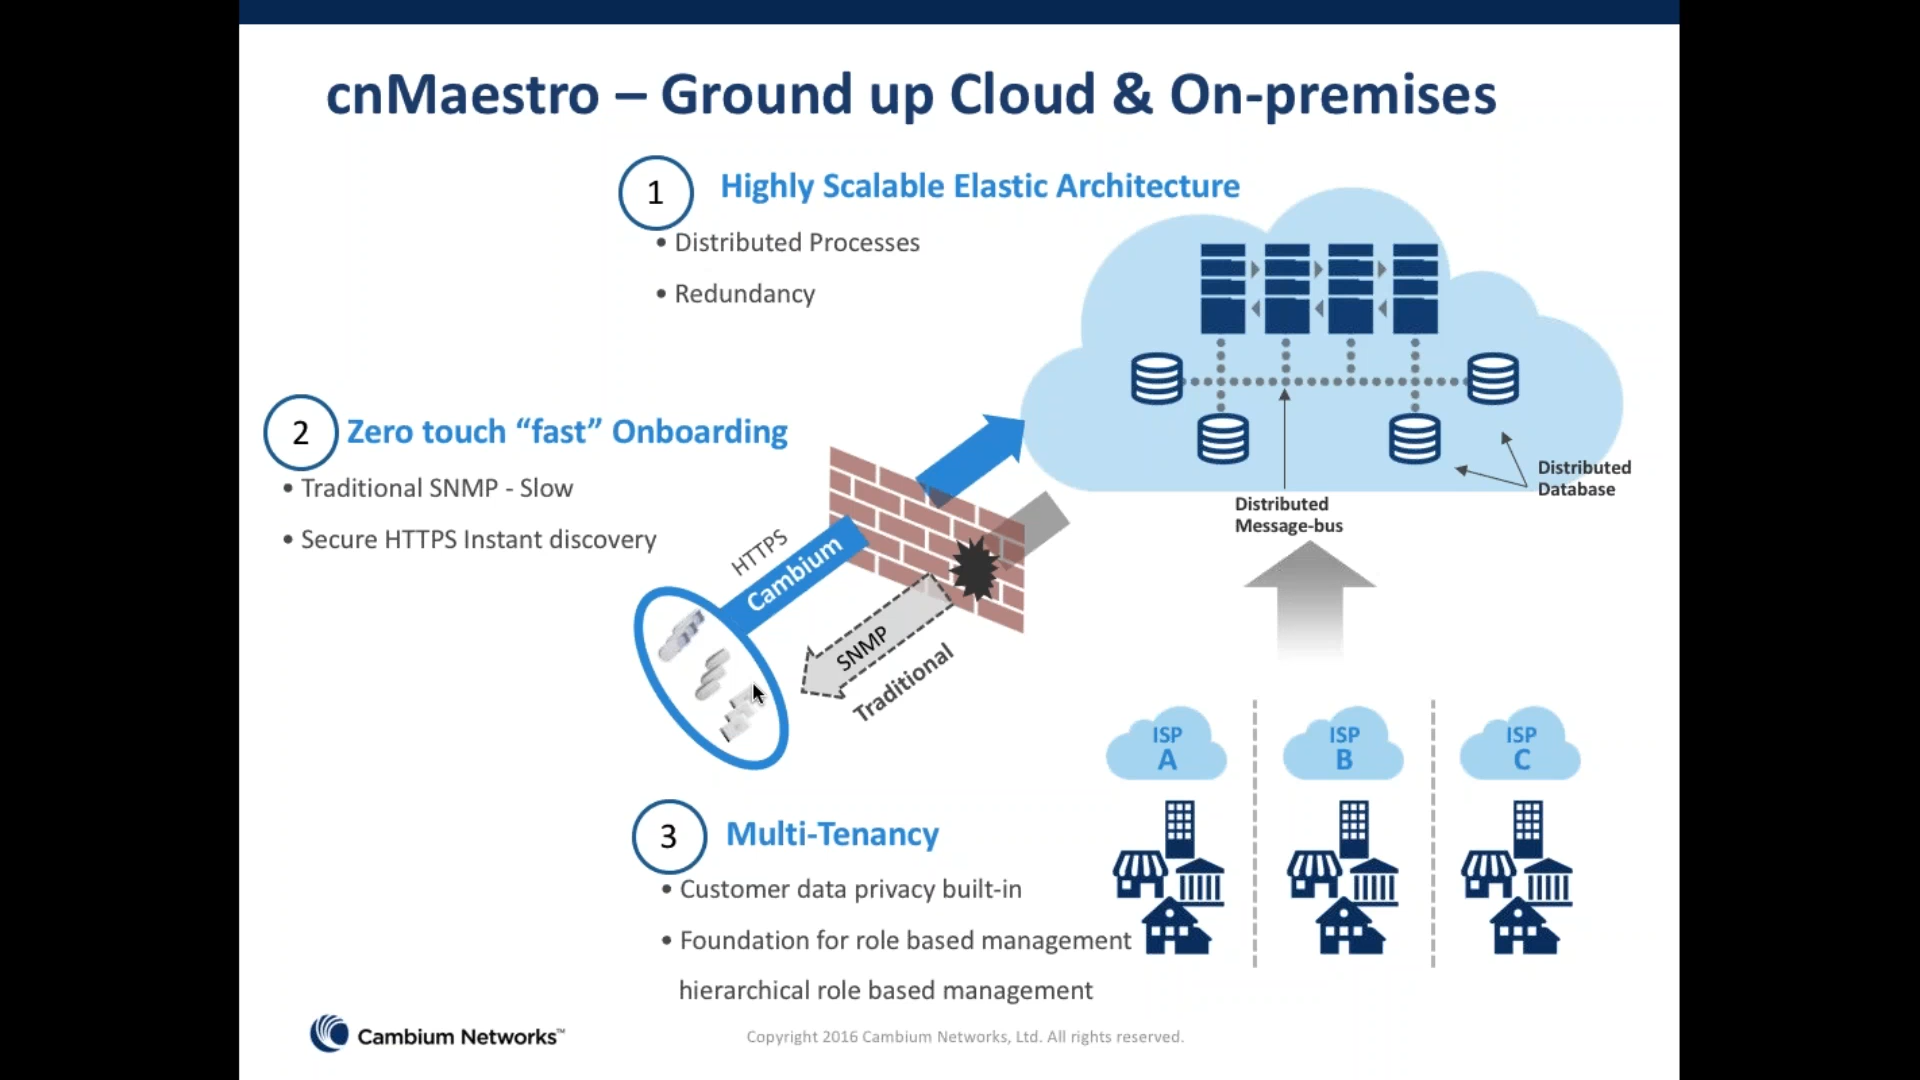 cnMaestro – Ground up Cloud & On-premises
1
Highly Scalable Elastic Architecture
• Distributed Processes
• Redundancy
2
Zero touch “fast” Onboarding
• Traditional SNMP - Slow
• Secure HTTPS Instant discovery
HTTPS
Cambium
SNMP
Traditional
Distributed
Message-bus
Distributed
Database
ISP
A
ISP
B
ISP
C
3
Multi-Tenancy
• Customer data privacy built-in
• Foundation for role based management
hierarchical role based management
Cambium Networks™
Copyright 2016 Cambium Networks, Ltd. All rights reserved.